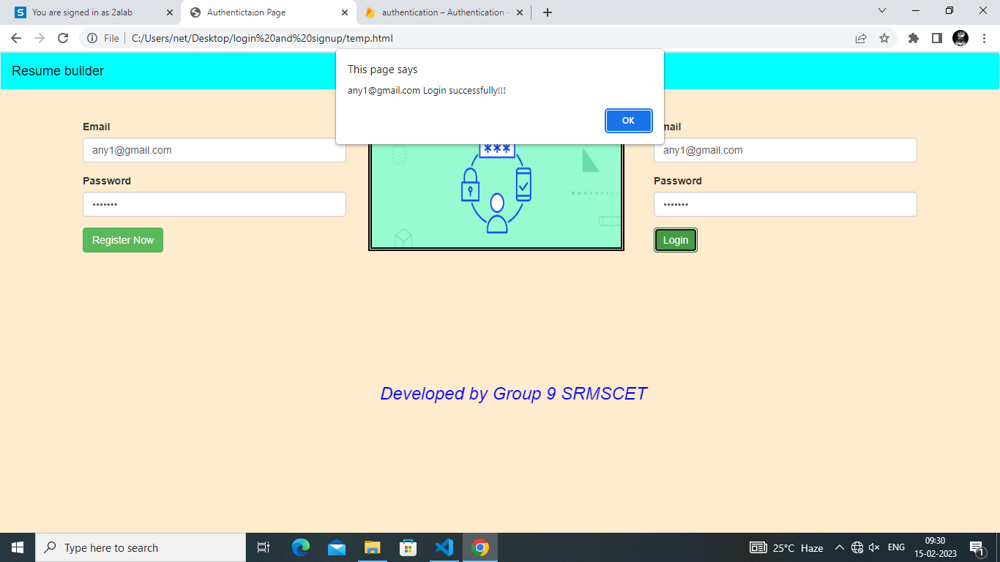 You are signed in as 2alab
Authentictaion Page
authentication – Authentication -
File
C:/Users/net/Desktop/login%20and%20signup/temp.html
Resume builder
This page says
any1@gmail.com Login successfully!!!
OK
Email
any1@gmail.com
Password
•••••••
Register Now
***
mail
any1@gmail.com
Password
•••••••
Login
Developed by Group 9 SRMSCET
Type here to search
25°C Haze
ENG
09:30
15-02-2023
1